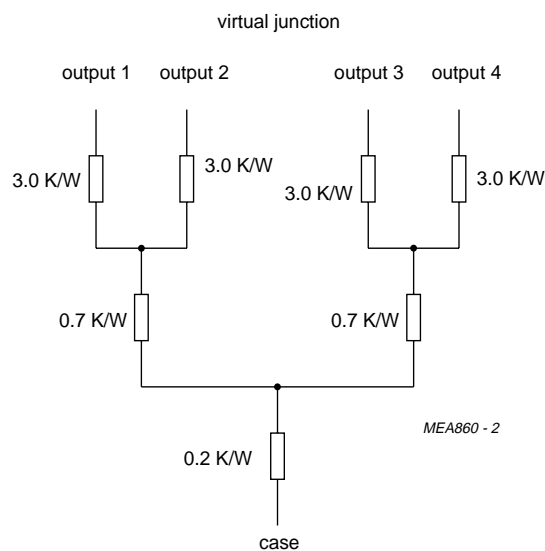 virtual junction
output 1 output 2 output 3 output 4
3.0 K/W 3.0 K/W 3.0 K/W 3.0 K/W
0.7 K/W 0.7 K/W
MEA860 - 2
0.2 K/W
case